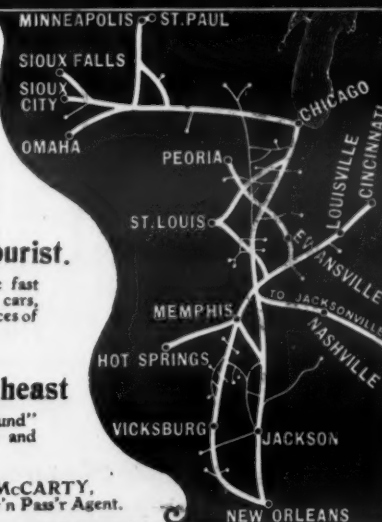 MINNEAPOLIS ST. PAUL
SIOUX FALLS
SIOUX
CITY
OMAHA
CHICAGO
PEORIA
LOUISVILLE
CINCINNATI
ST. LOUIS
EVANSVILLE
MEMPHIS
TO JACKSONVILLE
NASHVILLE
HOT SPRINGS
VICKSBURG
JACKSON
NEW ORLEANS
ourist.
fast
cars,
ces of
heast
und"
and
McCARTY,
'n Pass'r Agent.